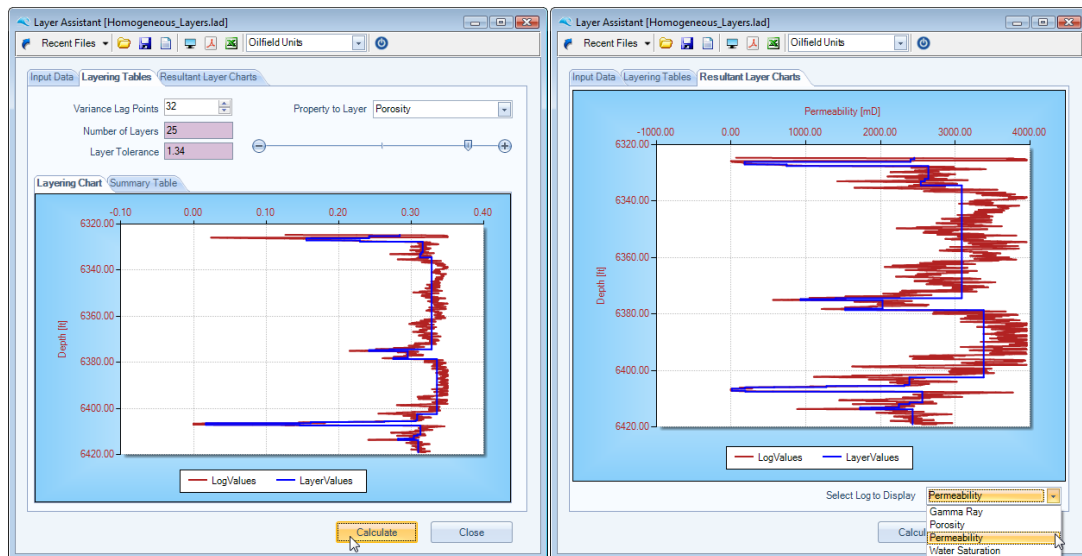 Layer Assistant [Homogeneous_Layers.lad]
Recent Files
Oilfield Units
Input Data
Layering Tables
Resultant Layer Charts
Variance Lag Points
32
Property to Layer
Porosity
Number of Layers
25
Layer Tolerance
1.34
Layering Chart
Summary Table
-0.10
0.00
0.10
0.20
0.30
0.40
6320.00
6340.00
6360.00
6380.00
6400.00
6420.00
Depth [ft]
LogValues
LayerValues
Calculate
Close
Layer Assistant [Homogeneous_Layers.lad]
Recent Files
Oilfield Units
Input Data
Layering Tables
Resultant Layer Charts
Permeability [mD]
-1000.00
0.00
1000.00
2000.00
3000.00
4000.00
6320.00
6340.00
6360.00
6380.00
6400.00
6420.00
Depth [ft]
LogValues
LayerValues
Select Log to Display
Permeability
Gamma Ray
Porosity
Permeability
Water Saturation
Calcul